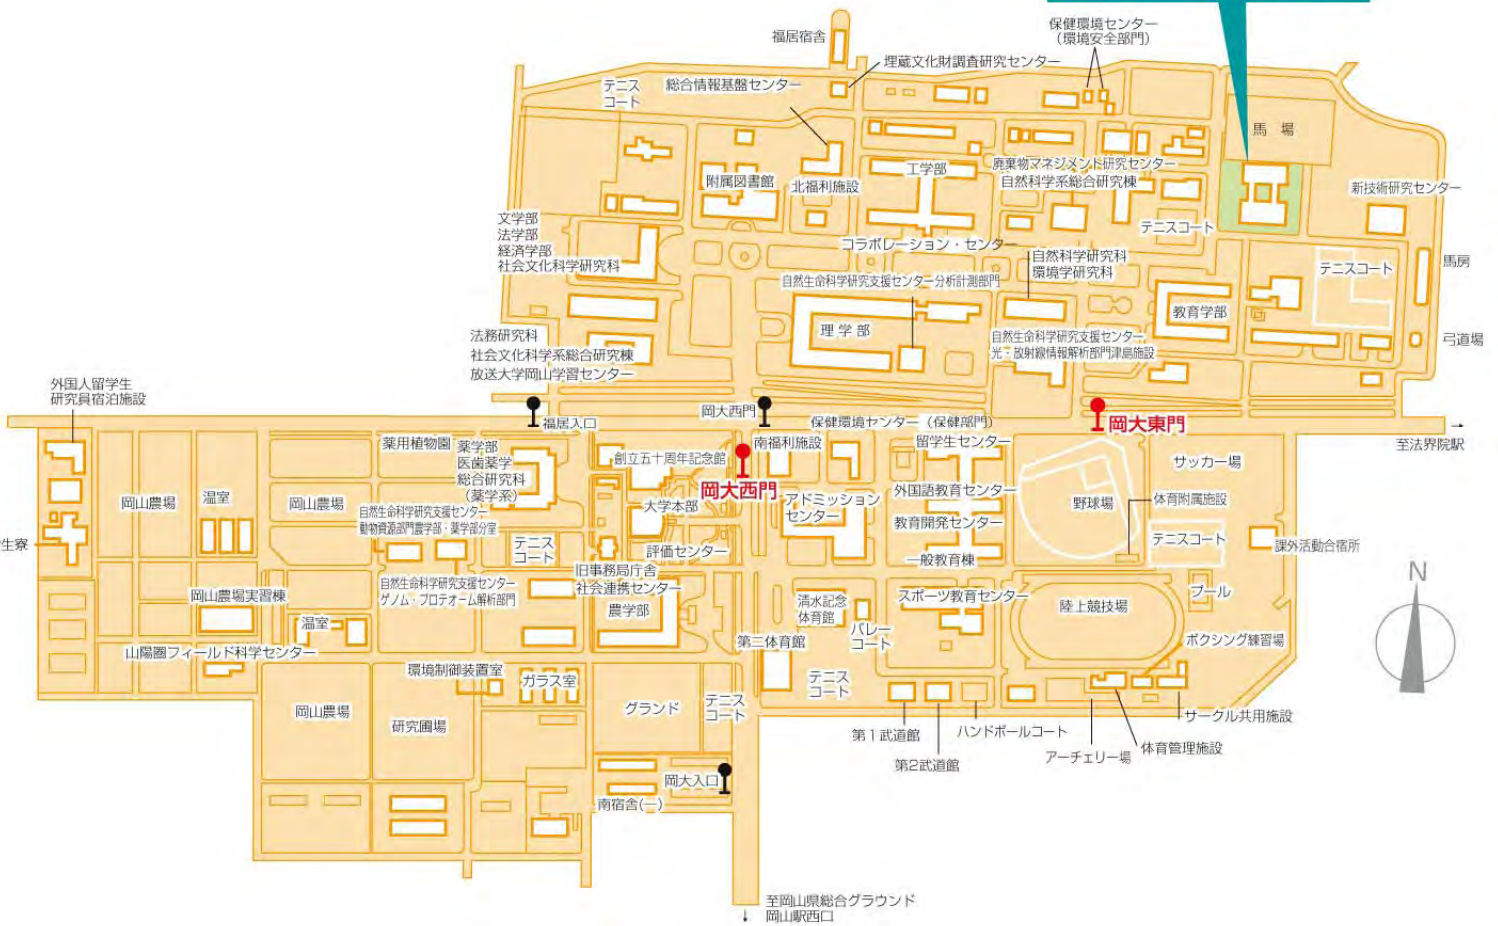 保健環境センター
(環境安全部門)
福居宿舎
埋蔵文化財調査研究センター
テニス
コート
総合情報基盤センター
馬 場
工学部
廃棄物マネジメント研究センター
附属図書館
北福利施設
自然科学系総合研究棟
新技術研究センター
文学部
法学部
経済学部
社会文化科学研究科
テニスコート
コラボレーション・センター
自然科学研究科
環境学研究科
テニスコート
馬房
自然生命科学研究支援センター分析計測部門
教育学部
理 学 部
法務研究科
社会文化科学系総合研究棟
放送大学岡山学習センター
自然生命科学研究支援センター
光・放射線情報解析部門津島施設
弓道場
外国人留学生
研究員宿泊施設
福居入口
岡大西門
保健環境センター(保健部門)
岡大東門
至法界院駅
→
薬用植物園
薬学部
医歯薬学
総合研究科
(薬学系)
創立五十周年記念館
南福利施設
留学生センター
サッカー場
岡大西門
岡山農場
温室
岡山農場
外国語教育センター
野球場
体育附属施設
大学本部
アドミッション
センター
自然生命科学研究支援センター
動物資源部門農学部・薬学部分室
教育開発センター
テニス
コート
評価センター
テニスコート
課外活動合宿所
生寮
一般教育棟
旧事務局庁舎
社会連携センター
自然生命科学研究支援センター
ゲノム・プロテオーム解析部門
岡山農場実習棟
農学部
清水記念
体育館
スポーツ教育センター
陸上競技場
プール
N
温室
バレー
コート
第二体育館
ボクシング練習場
山陽圏フィールド科学センター
環境制御装置室
ガラス室
テニス
コート
岡山農場
研究圃場
グランド
テニス
コート
サークル共用施設
第1武道館
ハンドボールコート
体育管理施設
アーチェリー場
第2武道館
岡大入口
南宿舎(一)
至岡山県総合グラウンド
↓ 岡山駅西口